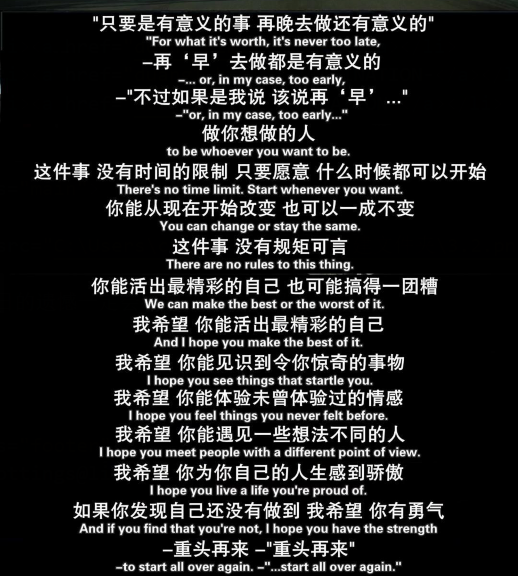 "只要是有意义的事 再晚去做还有意义的"
"For what it's worth, it's never too late,
–再‘早’去做都是有意义的
–... or, in my case, too early,
–"不过如果是我说 该说再‘早’..."
–"or, in my case, too early..."
做你想做的人
to be whoever you want to be.
这件事 没有时间的限制 只要愿意 什么时候都可以开始
There's no time limit. Start whenever you want.
你能从现在开始改变 也可以一成不变
You can change or stay the same.
这件事 没有规矩可言
There are no rules to this thing.
你能活出最精彩的自己 也可能搞得一团糟
We can make the best or the worst of it.
我希望 你能活出最精彩的自己
And I hope you make the best of it.
我希望 你能见识到令你惊奇的事物
I hope you see things that startle you.
我希望 你能体验未曾体验过的情感
I hope you feel things you never felt before.
我希望 你能遇见一些想法不同的人
I hope you meet people with a different point of view.
我希望 你为你自己的人生感到骄傲
I hope you live a life you're proud of.
如果你发现自己还没有做到 我希望 你有勇气
And if you find that you're not, I hope you have the strength
–重头再来 –"重头再来"
–to start all over again. –"...start all over again."